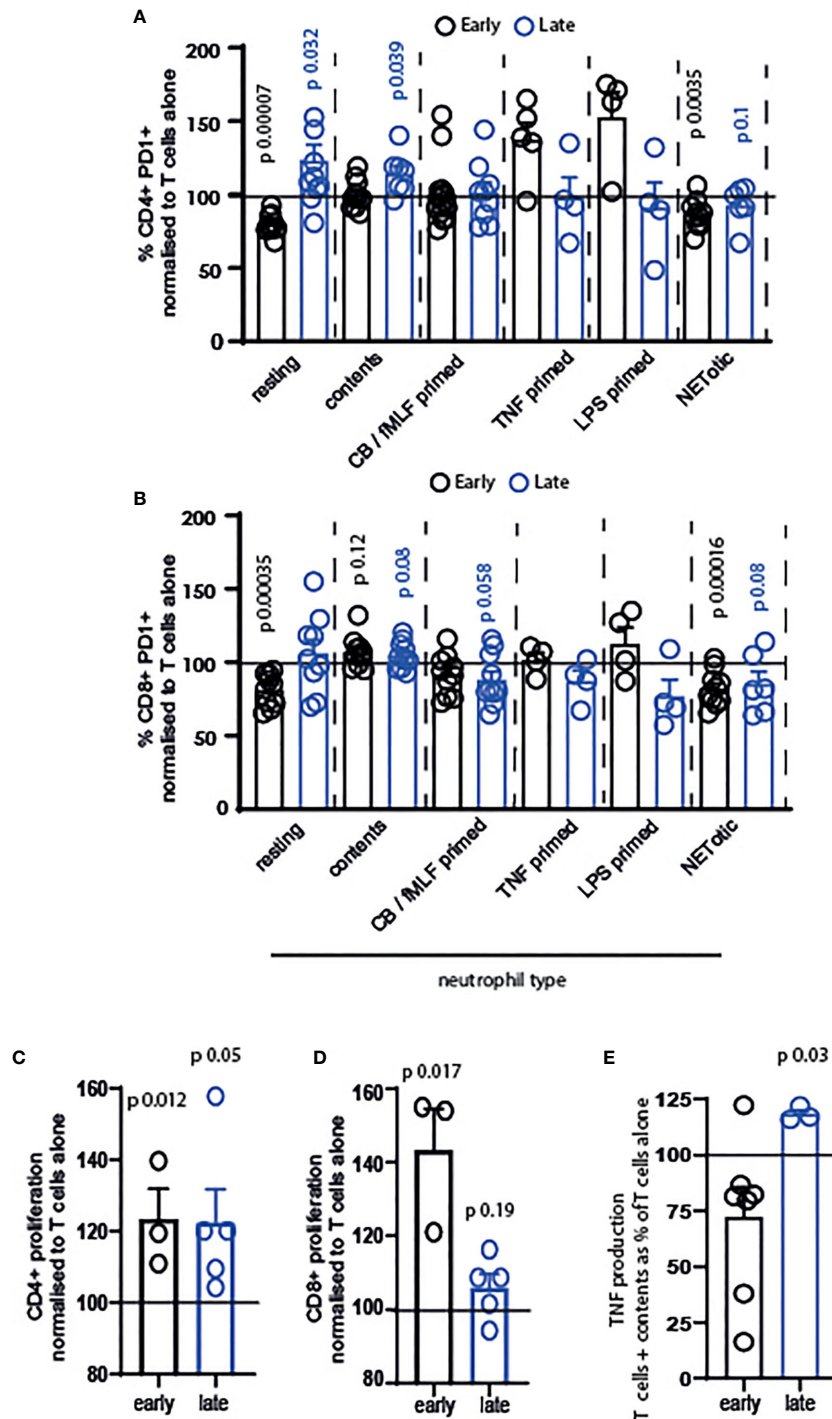 A
Early Late
% CD4+ PD1+
normalised to T cells alone
200
150
100
50
0
p 0.00007
p 0.032
p 0.039
p 0.0035
p 0.1
resting
contents
CB / fMLF primed
TNF primed
LPS primed
NETotic
B
Early Late
% CD8+ PD1+
normalised to T cells alone
200
150
100
50
0
p 0.00035
p 0.12
p 0.08
p 0.058
p 0.00016
p 0.08
resting
contents
CB / fMLF primed
TNF primed
LPS primed
NETotic
neutrophil type
C
CD4+ proliferation
normalised to T cells alone
160
140
120
100
80
p 0.012
p 0.05
early
late
D
CD8+ proliferation
normalised to T cells alone
160
140
120
100
80
p 0.017
p 0.19
early
late
E
TNF production
T cells + contents as % of T cells alone
125
100
75
50
25
0
p 0.03
early
late